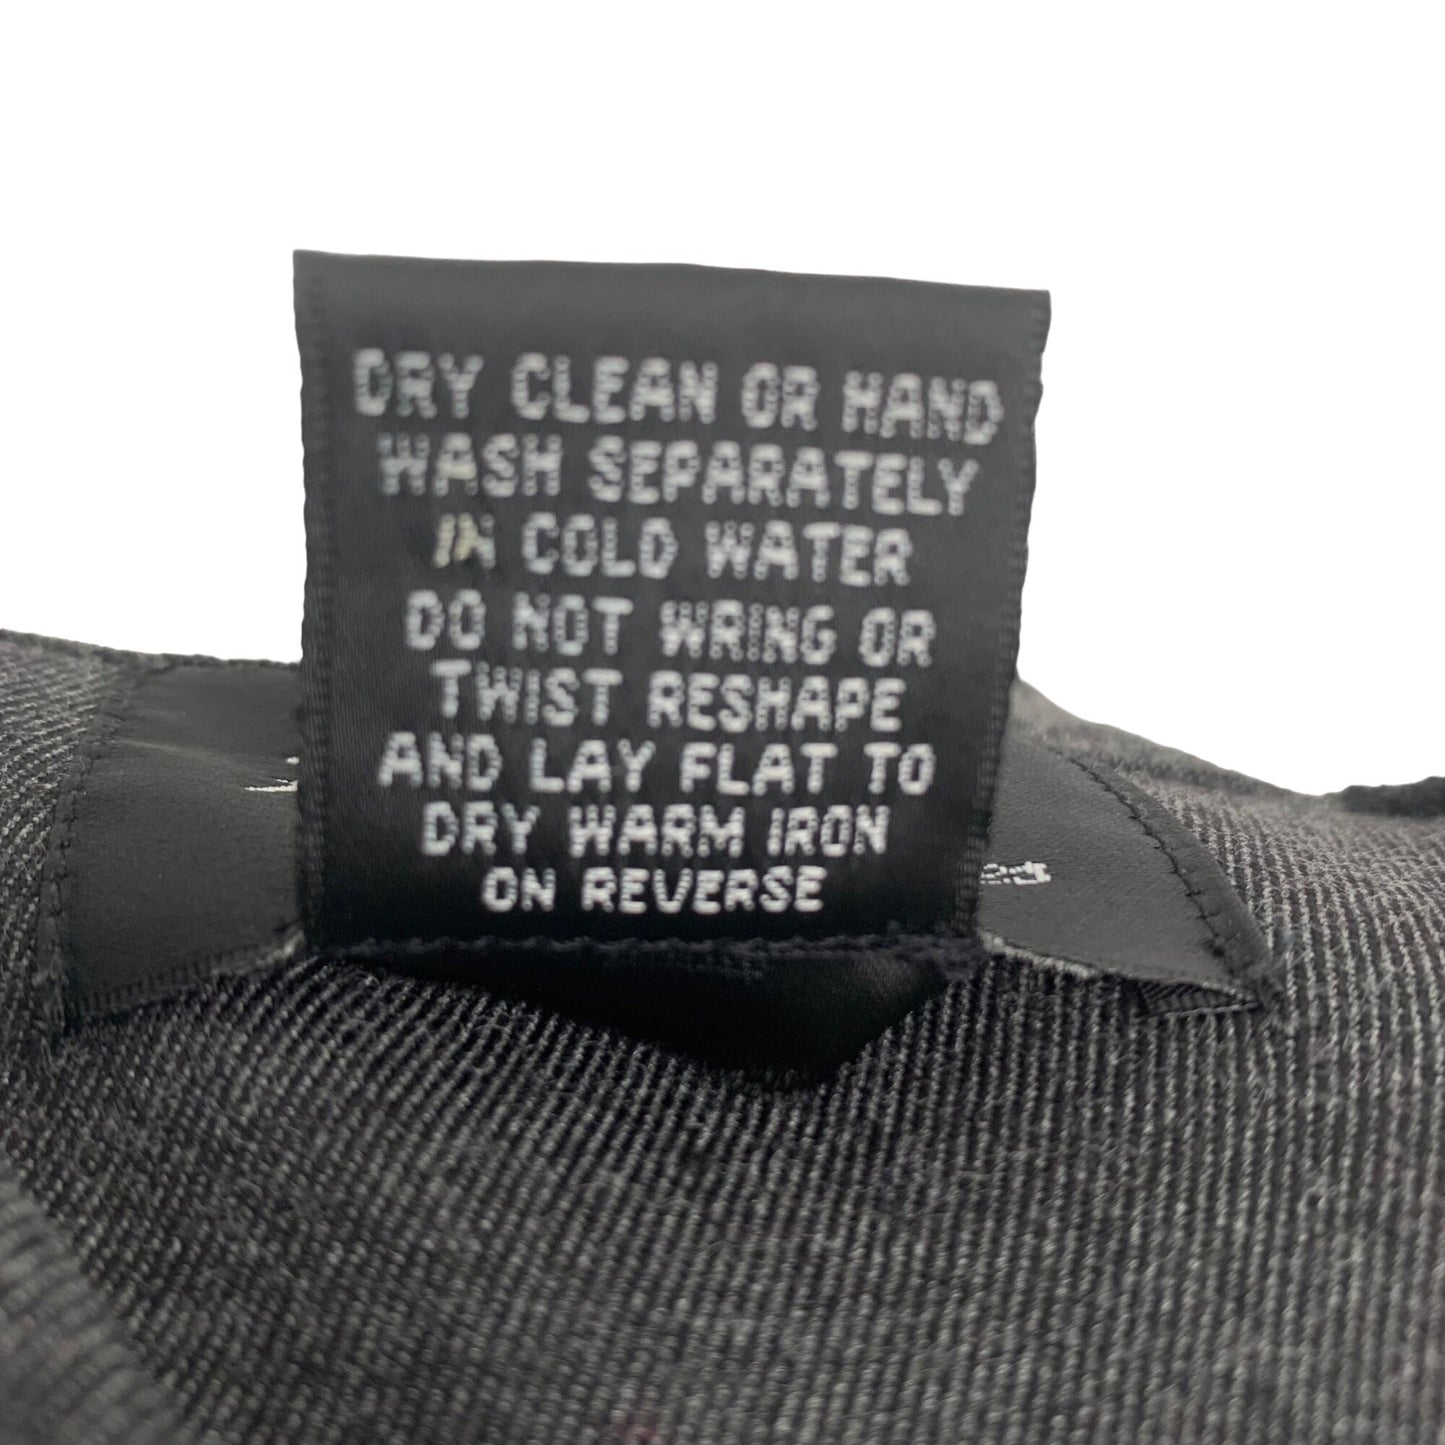 DRY CLEAN OR HAND
WASH SEPARATELY
IN COLD WATER
DO NOT WRING OR
TWIST RESHAPE
AND LAY FLAT TO
DRY WARM IRON
ON REVERSE